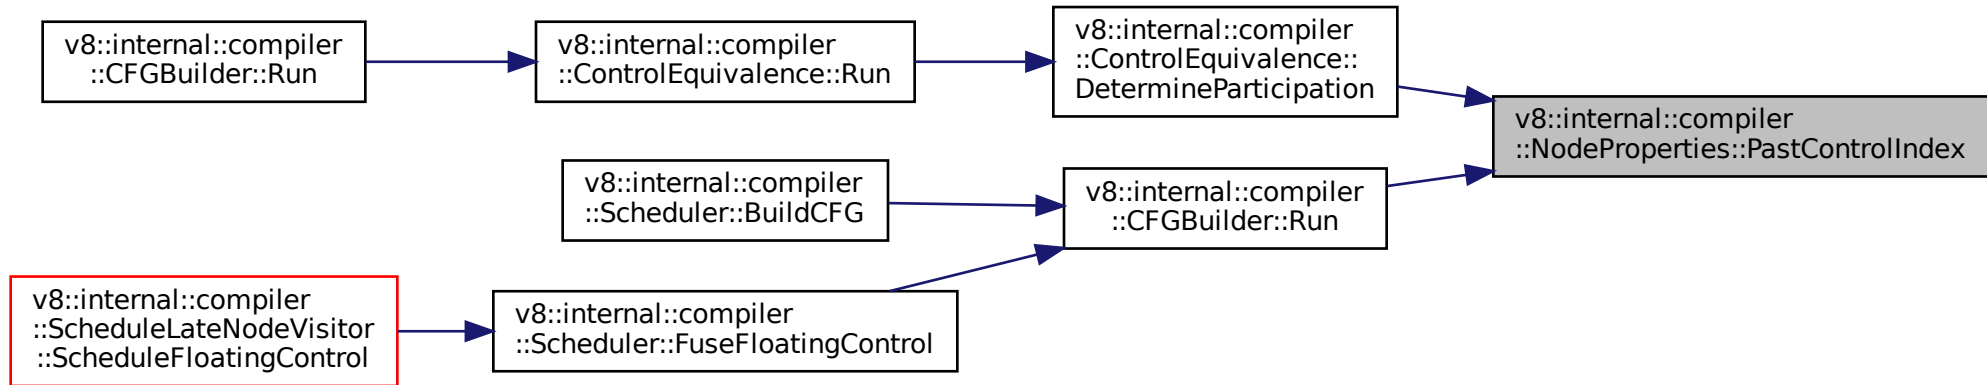 v8::internal::compiler
::CFGBuilder::Run
v8::internal::compiler
::ControlEquivalence::Run
v8::internal::compiler
::ControlEquivalence::
DetermineParticipation
v8::internal::compiler
::NodeProperties::PastControlIndex
v8::internal::compiler
::Scheduler::BuildCFG
v8::internal::compiler
::CFGBuilder::Run
v8::internal::compiler
::ScheduleLateNodeVisitor
::ScheduleFloatingControl
v8::internal::compiler
::Scheduler::FuseFloatingControl